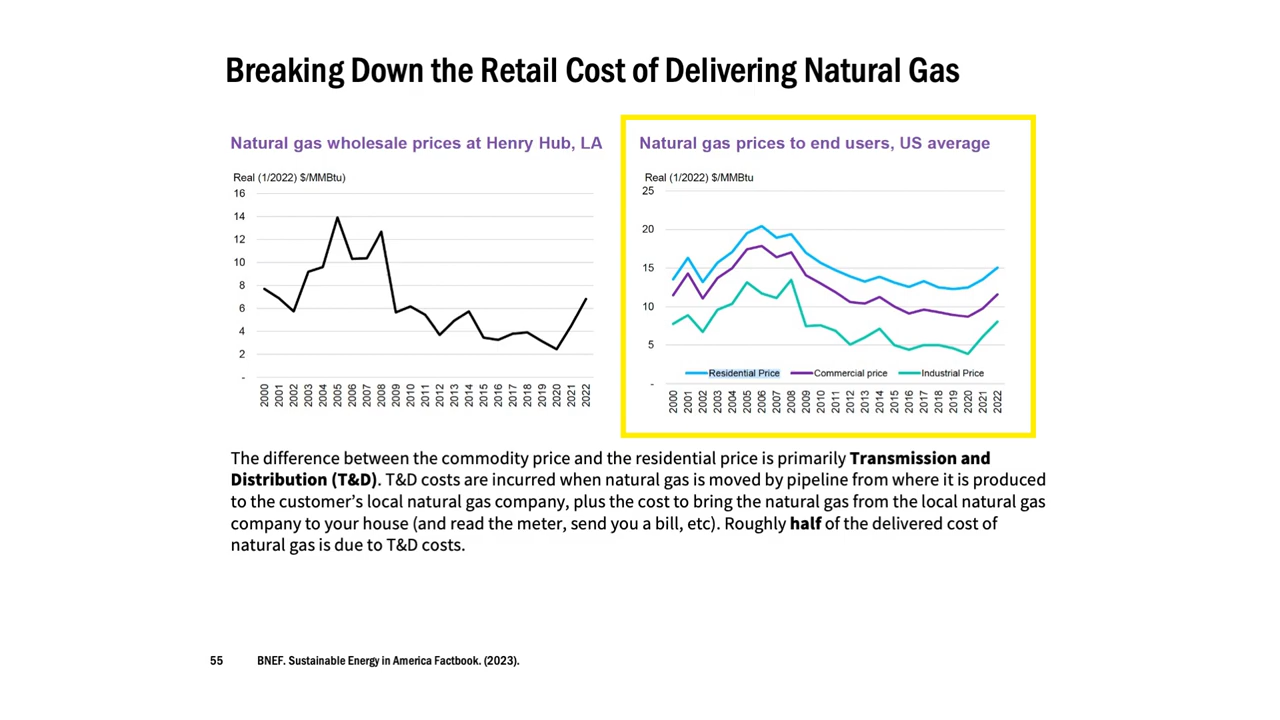 Breaking Down the Retail Cost of Delivering Natural Gas
Natural gas wholesale prices at Henry Hub, LA
Real (1/2022) $/MMBtu)
16
14
12
10
8
6
4
2
-
2000 2001 2002 2003 2004 2005 2006 2007 2008 2009 2010 2011 2012 2013 2014 2015 2016 2017 2018 2019 2020 2021 2022
Natural gas prices to end users, US average
Real (1/2022) $/MMBtu
25
20
15
10
5
-
Residential Price Commercial price Industrial Price
2000 2001 2002 2003 2004 2005 2006 2007 2008 2009 2010 2011 2012 2013 2014 2015 2016 2017 2018 2019 2020 2021 2022
The difference between the commodity price and the residential price is primarily Transmission and
Distribution (T&D). T&D costs are incurred when natural gas is moved by pipeline from where it is produced
to the customer's local natural gas company, plus the cost to bring the natural gas from the local natural gas
company to your house (and read the meter, send you a bill, etc). Roughly half of the delivered cost of
natural gas is due to T&D costs.
55 BNEF. Sustainable Energy in America Factbook. (2023).